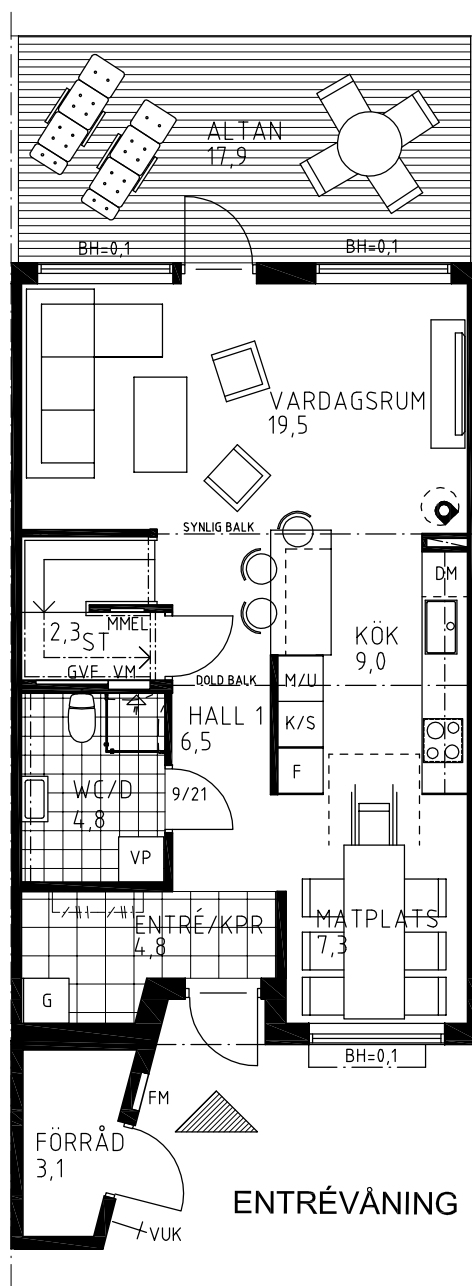 ALTAN
17,9
BH=0,1
BH=0,1
VARDAGSRUM
19,5
SYNLIG BALK
DM
MMEL
2,3 ST
GVF VM
KÖK
9,0
DOLD BALK
M/U
HALL 1
6,5
K/S
F
WC/D
4,8
9/21
VP
ENTRÉ/KPR
4,8
MATPLATS
7,3
G
BH=0,1
FM
FÖRRÅD
3,1
ENTRÉVÅNING
VUK